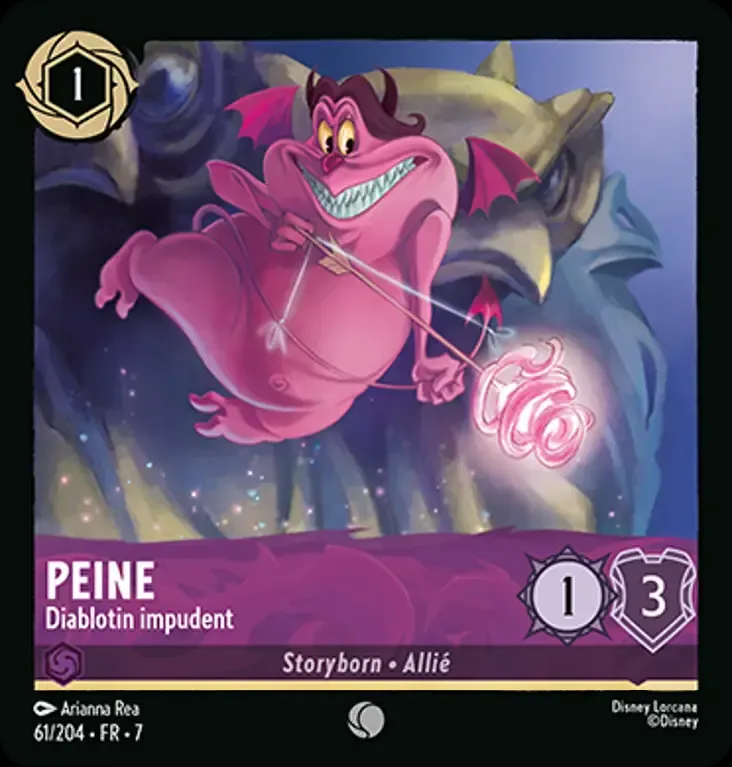 1
PEINE
Diablotin impudent
1
3
Storyborn • Allié
Arianna Rea
61/204 • FR • 7
Disney Lorcana
©Disney